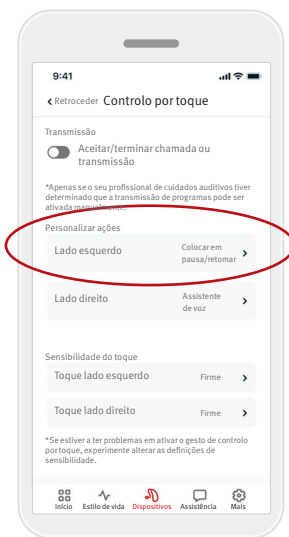 9:41
Retroceder Controlo por toque
Transmissão
Aceitar/terminar chamada ou
transmissão
*Apenas se o seu profissional de cuidados auditivos tiver
determinado que a transmissão de programas pode ser
ativada manualmente.
Personalizar ações
Lado esquerdo Colocar em
pausa/retomar
Lado direito Assistente
de voz
Sensibilidade do toque
Toque lado esquerdo Firme
Toque lado direito Firme
*Se estiver a ter problemas em ativar o gesto de controlo
por toque, experimente alterar as definições de
sensibilidade.
Início Estilo de vida Dispositivos Assistência Mais